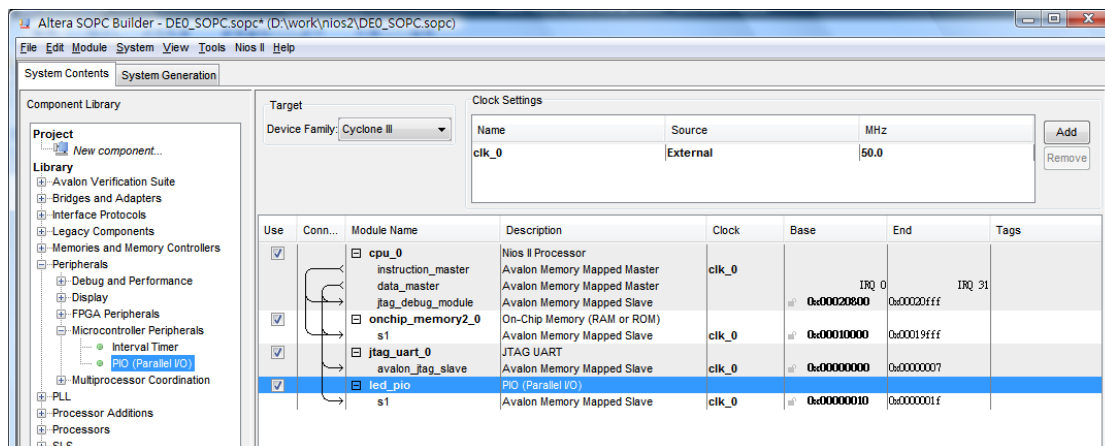 Altera SOPC Builder - DE0_SOPC.sopc* (D:\work\nios2\DE0_SOPC.sopc)
File Edit Module System View Tools Nios II Help
System Contents System Generation
Component Library
Project
New component...
Library
Avalon Verification Suite
Bridges and Adapters
Interface Protocols
Legacy Components
Memories and Memory Controllers
Peripherals
Debug and Performance
Display
FPGA Peripherals
Microcontroller Peripherals
Interval Timer
PIO (Parallel I/O)
Multiprocessor Coordination
PLL
Processor Additions
Processors
SLS
Target
Device Family: Cyclone III
Clock Settings
Name Source MHz
clk_0 External 50.0
Add
Remove
Use Conn... Module Name Description Clock Base End Tags
cpu_0 Nios II Processor
instruction_master Avalon Memory Mapped Master clk_0
data_master Avalon Memory Mapped Master IRQ 0 IRQ 31
jtag_debug_module Avalon Memory Mapped Slave 0x00020800 0x00020fff
onchip_memory2_0 On-Chip Memory (RAM or ROM)
s1 Avalon Memory Mapped Slave clk_0 0x00010000 0x00019fff
jtag_uart_0 JTAG UART
avalon_jtag_slave Avalon Memory Mapped Slave clk_0 0x00000000 0x00000007
led_pio PIO (Parallel I/O)
s1 Avalon Memory Mapped Slave clk_0 0x00000010 0x0000001f